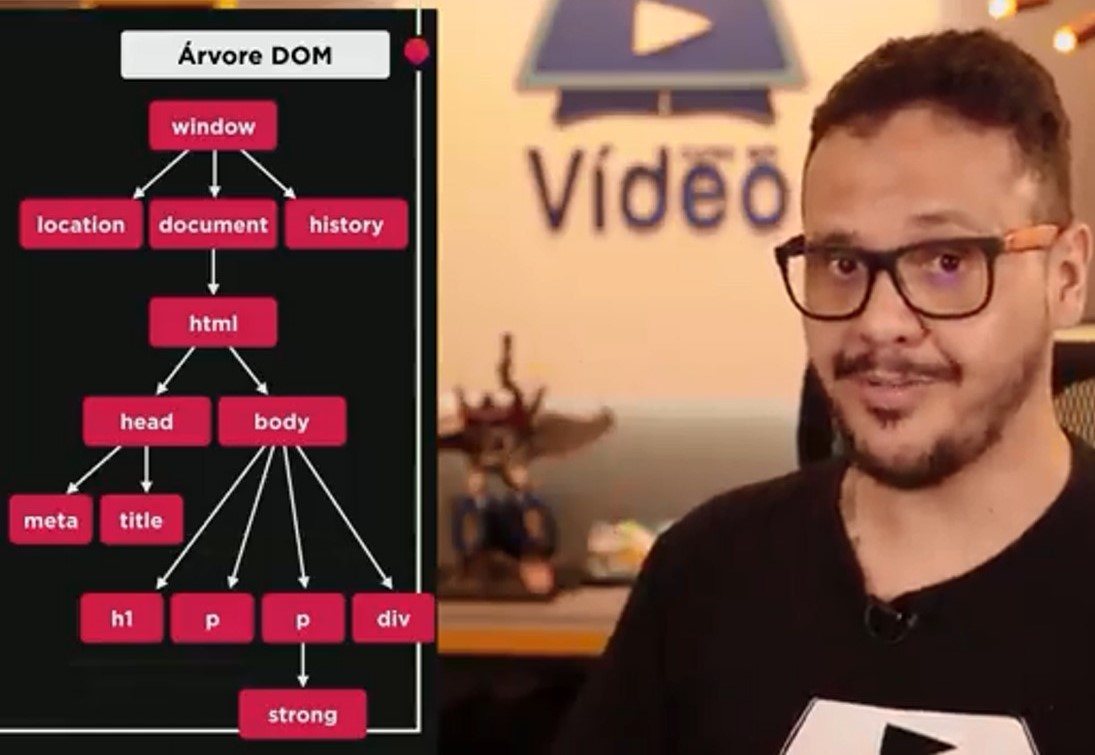 Árvore DOM
window
location document history
html
head body
meta title
h1 p p div
strong
Vídeo